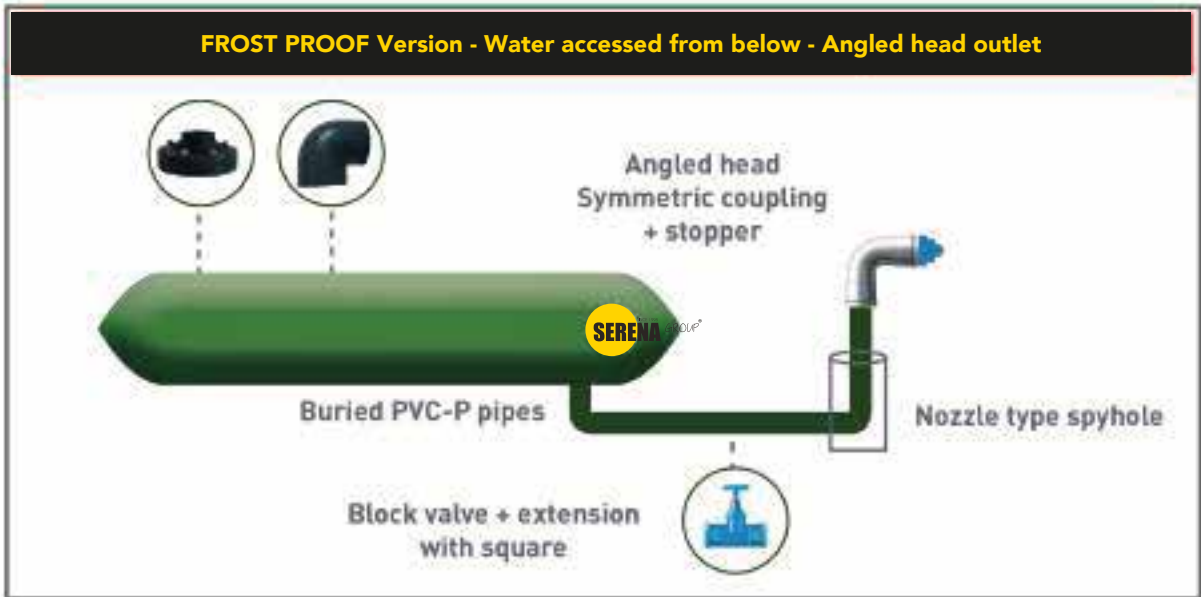 FROST PROOF Version - Water accessed from below - Angled head outlet
Angled head
Symmetric coupling
+ stopper
SERENA GROUP®
Buried PVC-P pipes
Nozzle type spyhole
Block valve + extension
with square